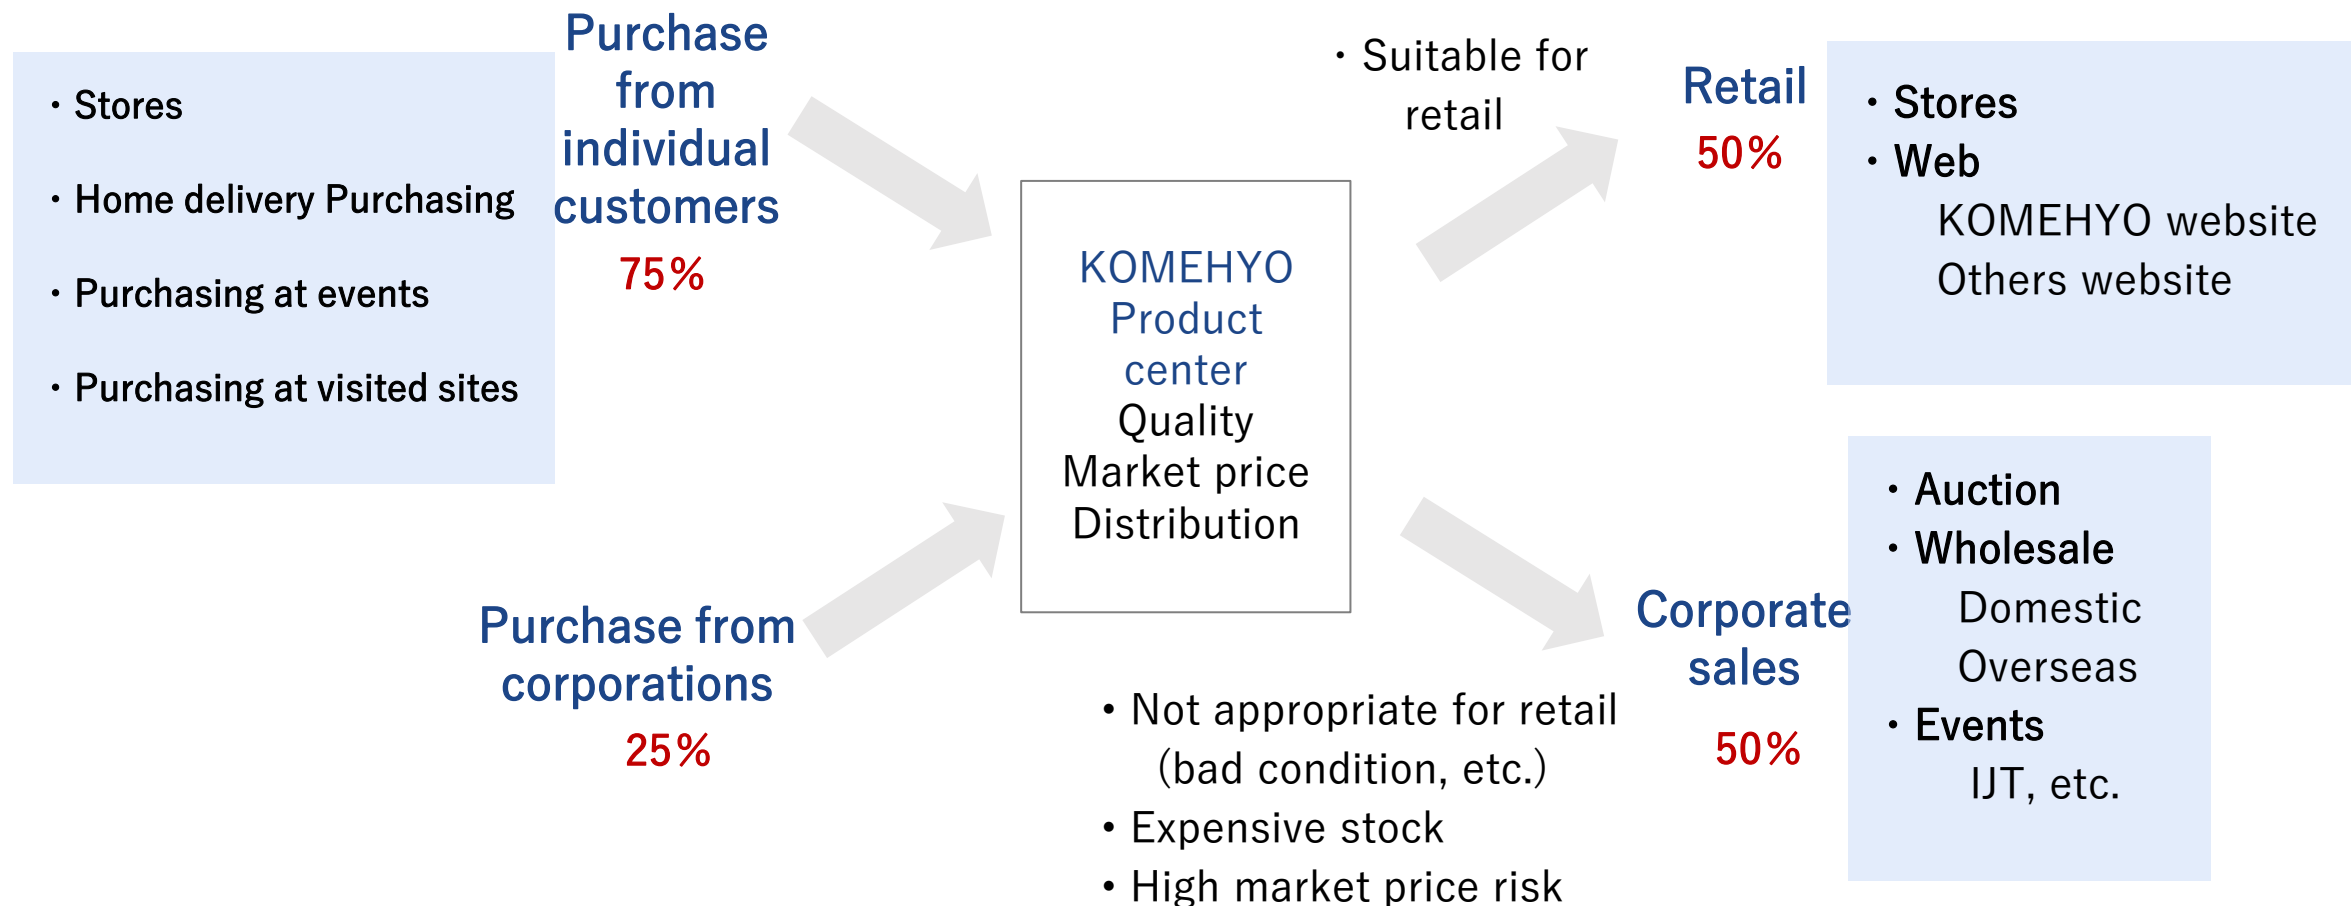 ・Stores
・Home delivery Purchasing
・Purchasing at events
・Purchasing at visited sites
Purchase
from
individual
customers
75%
Purchase from
corporations
25%
KOMEHYO
Product
center
Quality
Market price
Distribution
・Suitable for
retail
Retail
50%
・Stores
・Web
KOMEHYO website
Others website
・Not appropriate for retail
(bad condition, etc.)
・Expensive stock
・High market price risk
Corporate
sales
50%
・Auction
・Wholesale
Domestic
Overseas
・Events
IJT, etc.